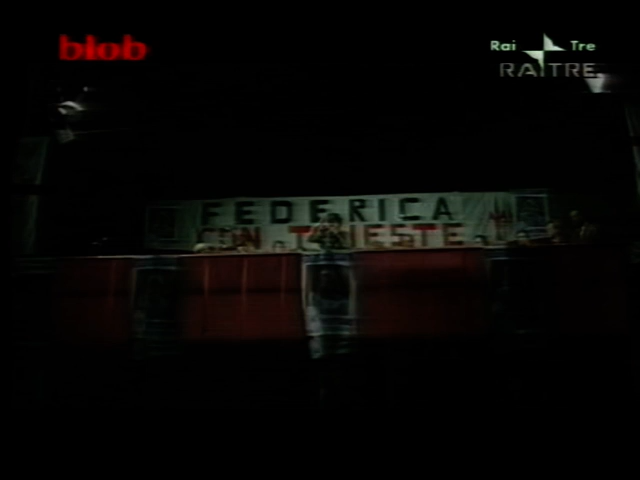 blob
Rai Tre
RAITRE
FEDERICA
CON TRIESTE